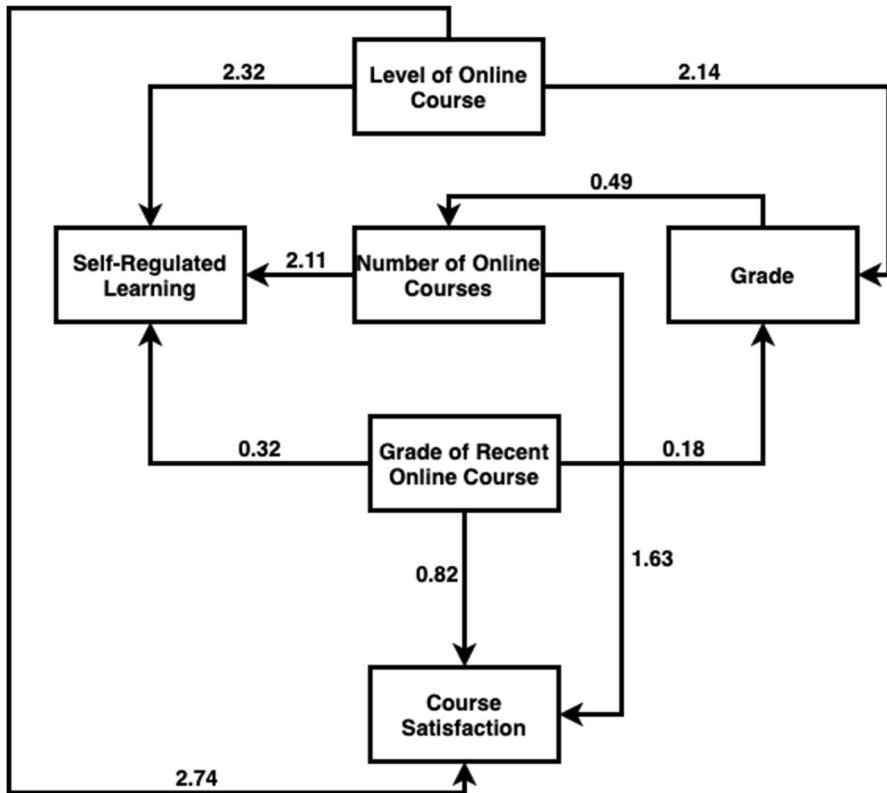 Level of Online
Course
2.32
2.14
0.49
Self-Regulated
Learning
2.11
Number of Online
Courses
Grade
Grade of Recent
Online Course
0.32
0.18
0.82
1.63
Course
Satisfaction
2.74